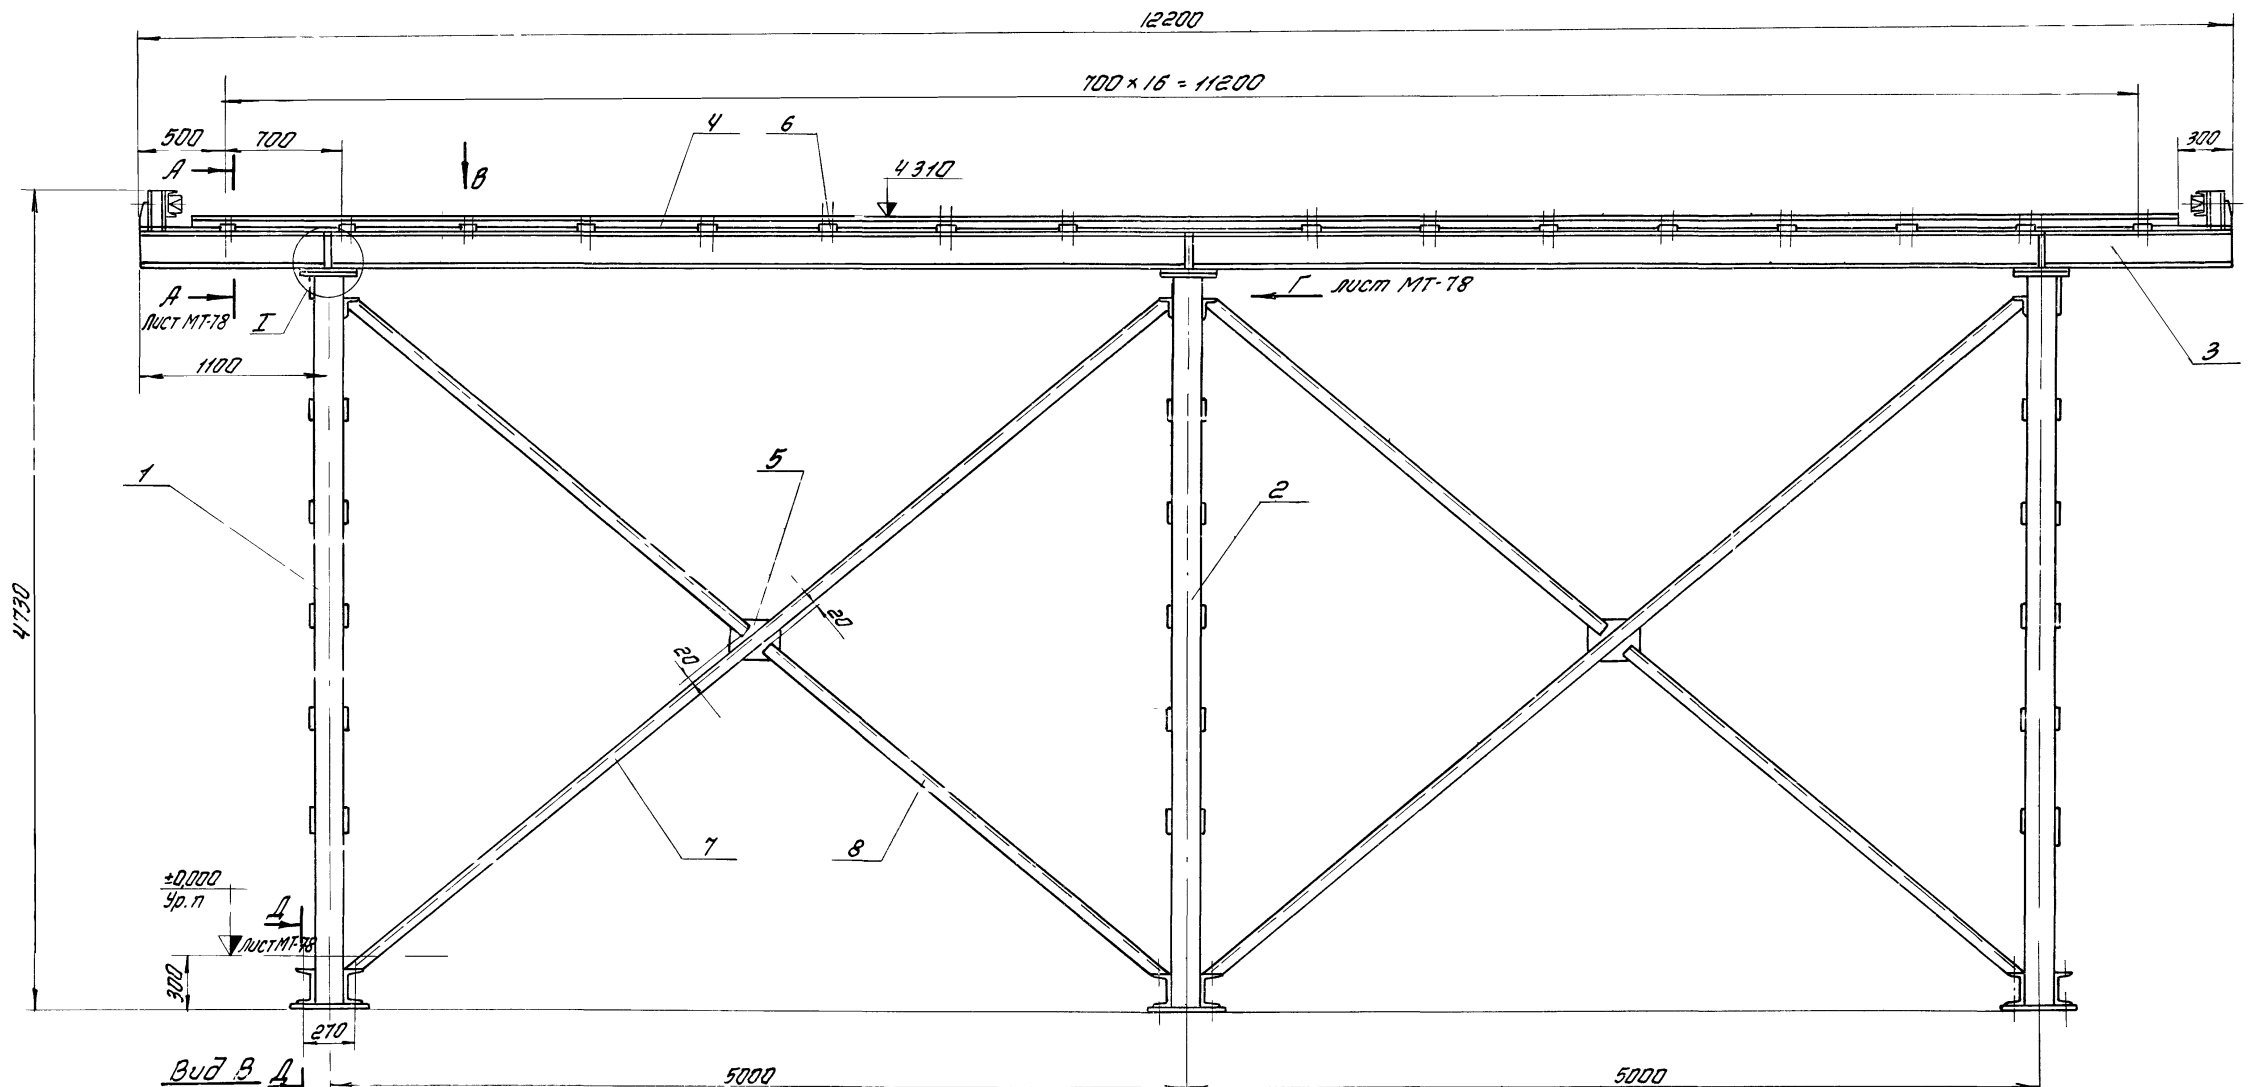 12200
700 × 16 = 11200
500
700
4
6
300
А
В
4 310
Г лист МТ-78
А
Лист МТ-78
I
3
1100
1
5
2
20
20
4730
7
8
±0,000
Ур. п
Д
Лист МТ-78
300
270
Вид В
Д
5000
5000